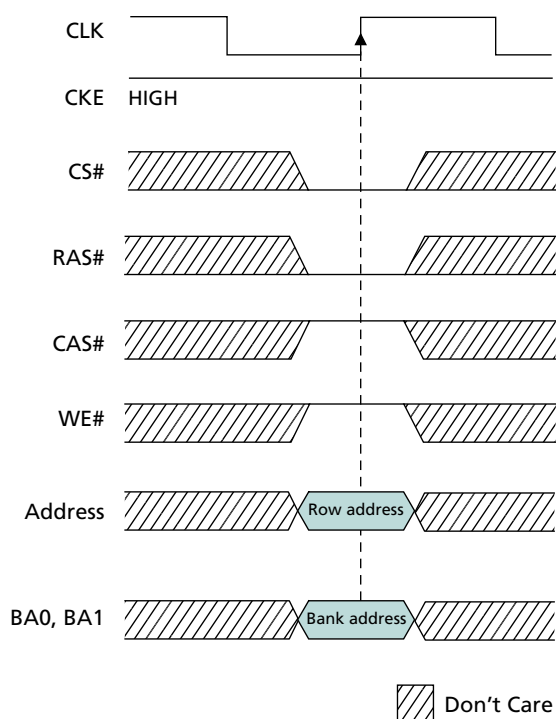 CLK
CKE HIGH
CS#
RAS#
CAS#
WE#
Address Row address
BA0, BA1 Bank address
Don't Care